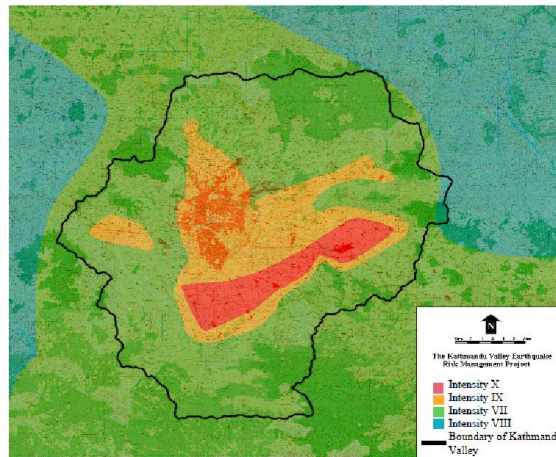 N
The Kathmandu Valley Earthquake
Risk Management Project
Intensity X
Intensity IX
Intensity VII
Intensity VIII
Boundary of Kathmand
Valley